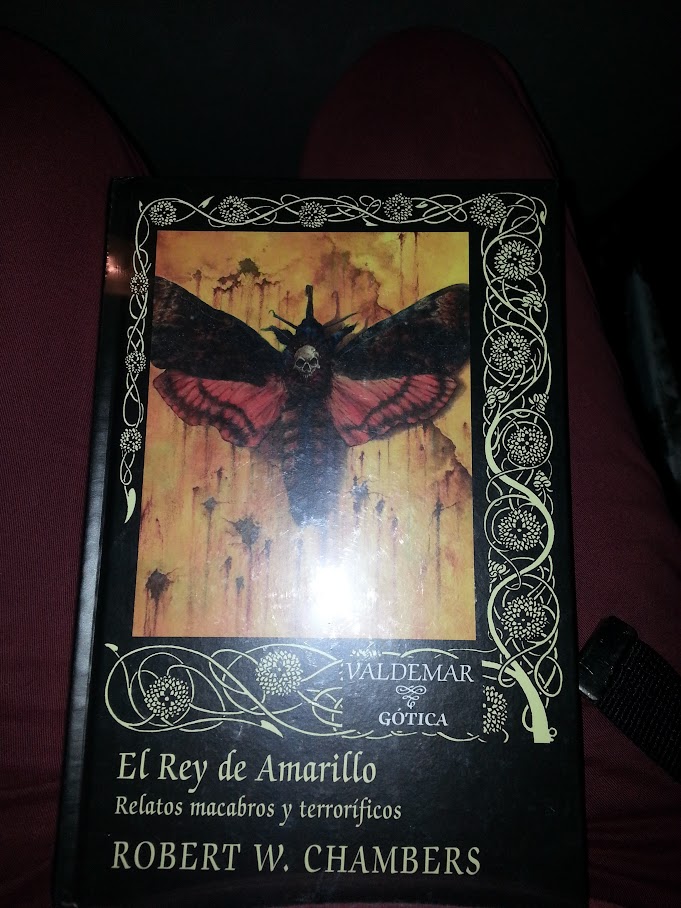 VALDEMAR
GÓTICA
El Rey de Amarillo
Relatos macabros y terroríficos
ROBERT W. CHAMBERS